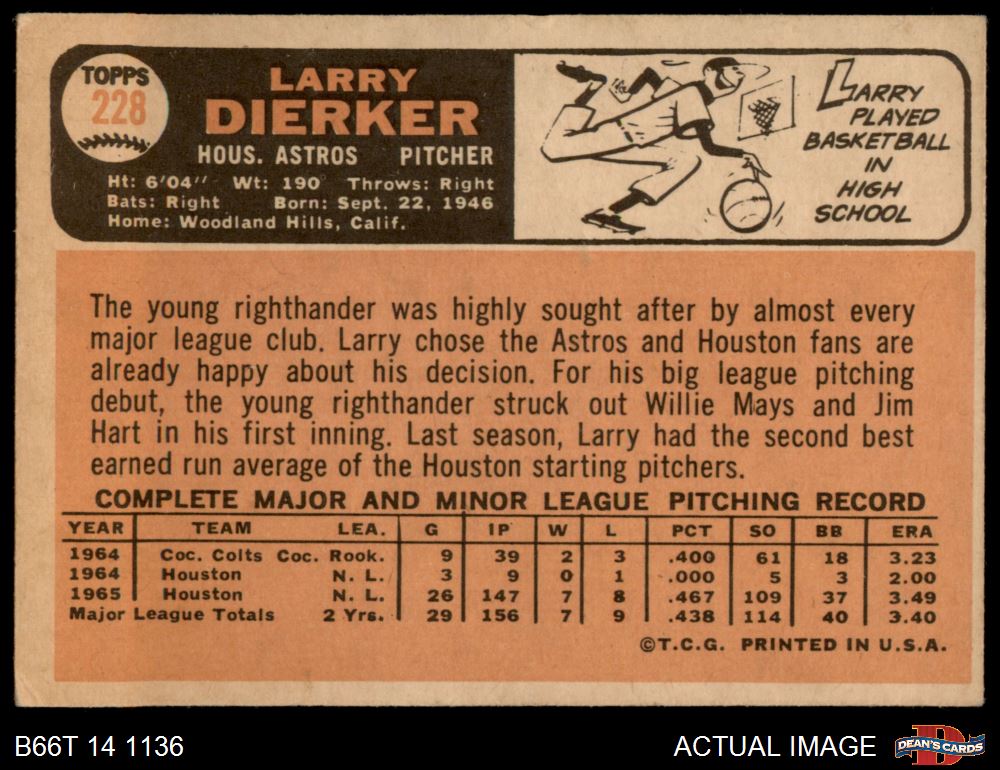 TOPPS
228
LARRY
DIERKER
HOUS. ASTROS PITCHER
Ht: 6'04" Wt: 190 Throws: Right
Bats: Right Born: Sept. 22, 1946
Home: Woodland Hills, Calif.
LARRY
PLAYED
BASKETBALL
IN
HIGH
SCHOOL
The young righthander was highly sought after by almost every
major league club. Larry chose the Astros and Houston fans are
already happy about his decision. For his big league pitching
debut, the young righthander struck out Willie Mays and Jim
Hart in his first inning. Last season, Larry had the second best
earned run average of the Houston starting pitchers.
COMPLETE MAJOR AND MINOR LEAGUE PITCHING RECORD
YEAR TEAM LEA. G IP W L PCT SO BB ERA
1964 Coc. Colts Coc. Rook. 9 39 2 3 .400 61 18 3.23
1964 Houston N. L. 3 9 0 1 .000 5 3 2.00
1965 Houston N. L. 26 147 7 8 .467 109 37 3.49
Major League Totals 2 Yrs. 29 156 7 9 .438 114 40 3.40
©T.C.G. PRINTED IN U.S.A.
B66T 14 1136 ACTUAL IMAGE D DEAN'S CARDS